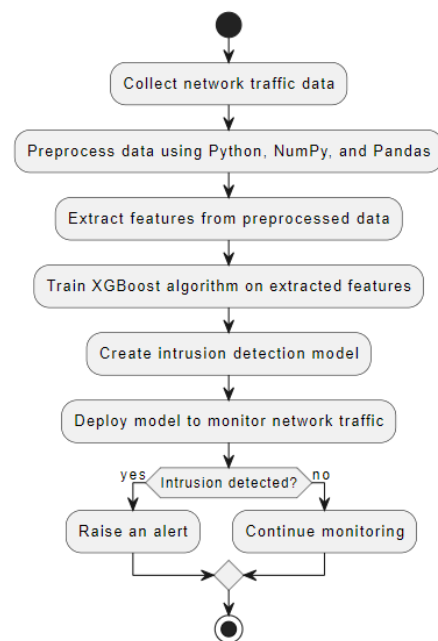 Collect network traffic data
Preprocess data using Python, NumPy, and Pandas
Extract features from preprocessed data
Train XGBoost algorithm on extracted features
Create intrusion detection model
Deploy model to monitor network traffic
yes
Intrusion detected?
no
Raise an alert
Continue monitoring